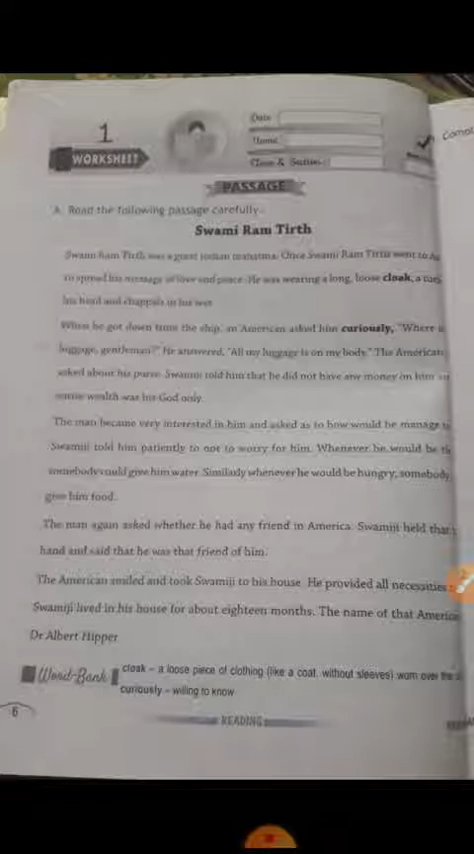 1
WORKSHEET
Date
Name
Class & Section
Comp
PASSAGE
A. Read the following passage carefully.
Swami Ram Tirth
Swami Ram Tirth was a great Indian mahatma. Once Swami Ram Tirth went to
to spread his message of love and peace. He was wearing a long, loose cloak, a
his head and chappals in his
When he got down from the ship, an American asked him curiously, "Where
luggage, gentleman?" He answered, "All my luggage is on my body." The American
asked about his purse. Swamiji told him that he did not have any money on him
wealth was his God only.
The man became very interested in him and asked as to how would he manage
Swamiji told him patiently to not to worry for him. Whenever he would be
somebody could give him water. Similarly whenever he would be hungry, somebody
give him food.
The man again asked whether he had any friend in America. Swamiji held that
hand and said that he was that friend of him.
The American smiled and took Swamiji to his house. He provided all necessities
Swamiji lived in his house for about eighteen months. The name of that
Dr Albert Hipper
Word-Bank
cloak – a loose piece of clothing (like a coat, without sleeves) worn over the
curiously – willing to know
6
READING